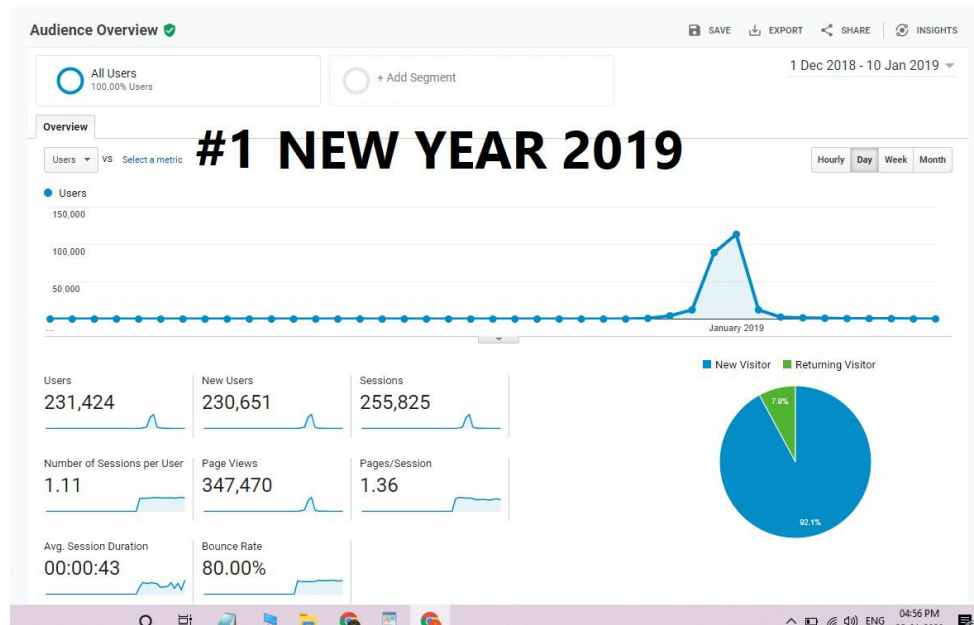 Audience Overview
SAVE EXPORT SHARE INSIGHTS
All Users
100.00% Users
+ Add Segment
1 Dec 2018 - 10 Jan 2019
Overview
#1 NEW YEAR 2019
Users VS Select a metric
Hourly Day Week Month
Users
150,000
100,000
50,000
...
January 2019
New Visitor Returning Visitor
Users
231,424
New Users
230,651
Sessions
255,825
Number of Sessions per User
1.11
Page Views
347,470
Pages/Session
1.36
Avg. Session Duration
00:00:43
Bounce Rate
80.00%
7.9%
92.1%
ENG
04:56 PM